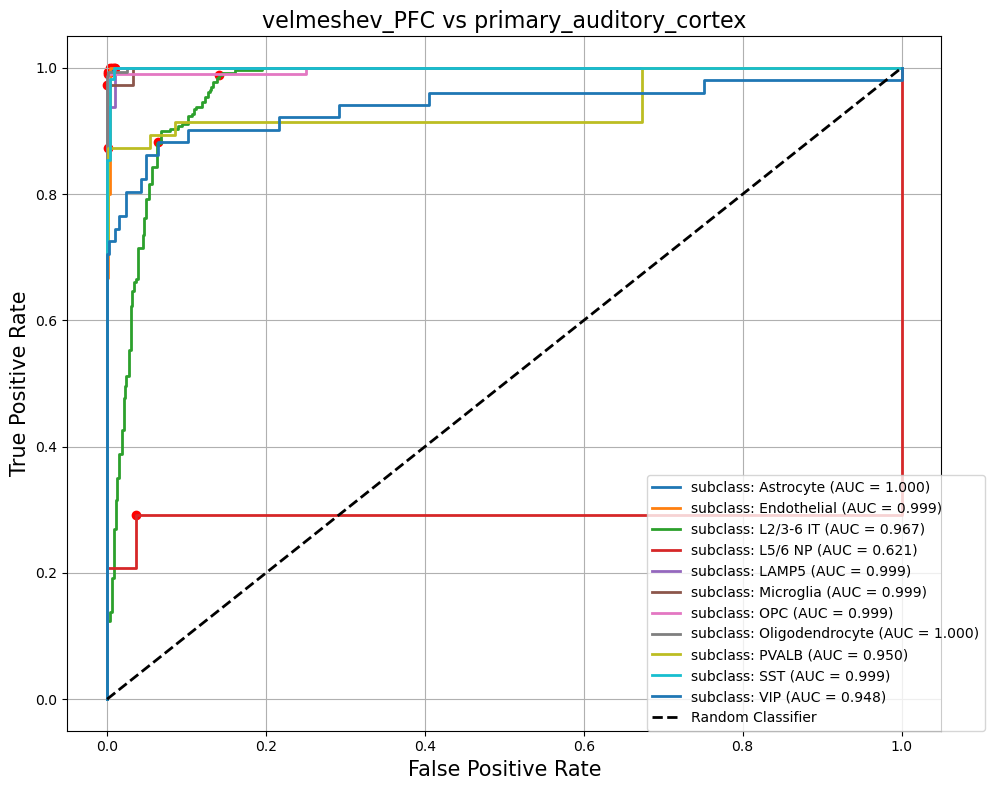 velmeshev_PFC vs primary_auditory_cortex
True Positive Rate
1.0
0.8
0.6
0.4
0.2
0.0
subclass: Astrocyte (AUC = 1.000)
subclass: Endothelial (AUC = 0.999)
subclass: L2/3-6 IT (AUC = 0.967)
subclass: L5/6 NP (AUC = 0.621)
subclass: LAMP5 (AUC = 0.999)
subclass: Microglia (AUC = 0.999)
subclass: OPC (AUC = 0.999)
subclass: Oligodendrocyte (AUC = 1.000)
subclass: PVALB (AUC = 0.950)
subclass: SST (AUC = 0.999)
subclass: VIP (AUC = 0.948)
Random Classifier
0.0 0.2 0.4 0.6 0.8 1.0
False Positive Rate